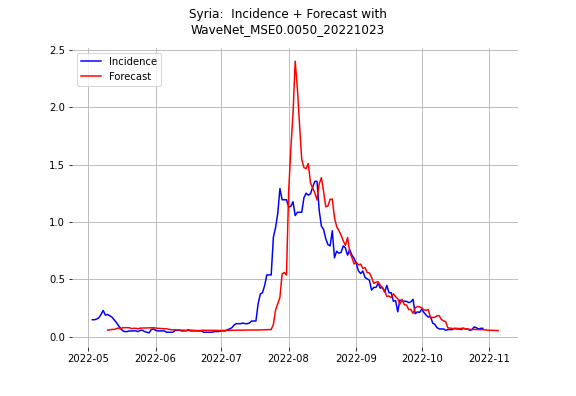 Syria:  Incidence + Forecast with
WaveNet_MSE0.0050_20221023
Incidence
Forecast
2.5
2.0
1.5
1.0
0.5
0.0
2022-05 2022-06 2022-07 2022-08 2022-09 2022-10 2022-11